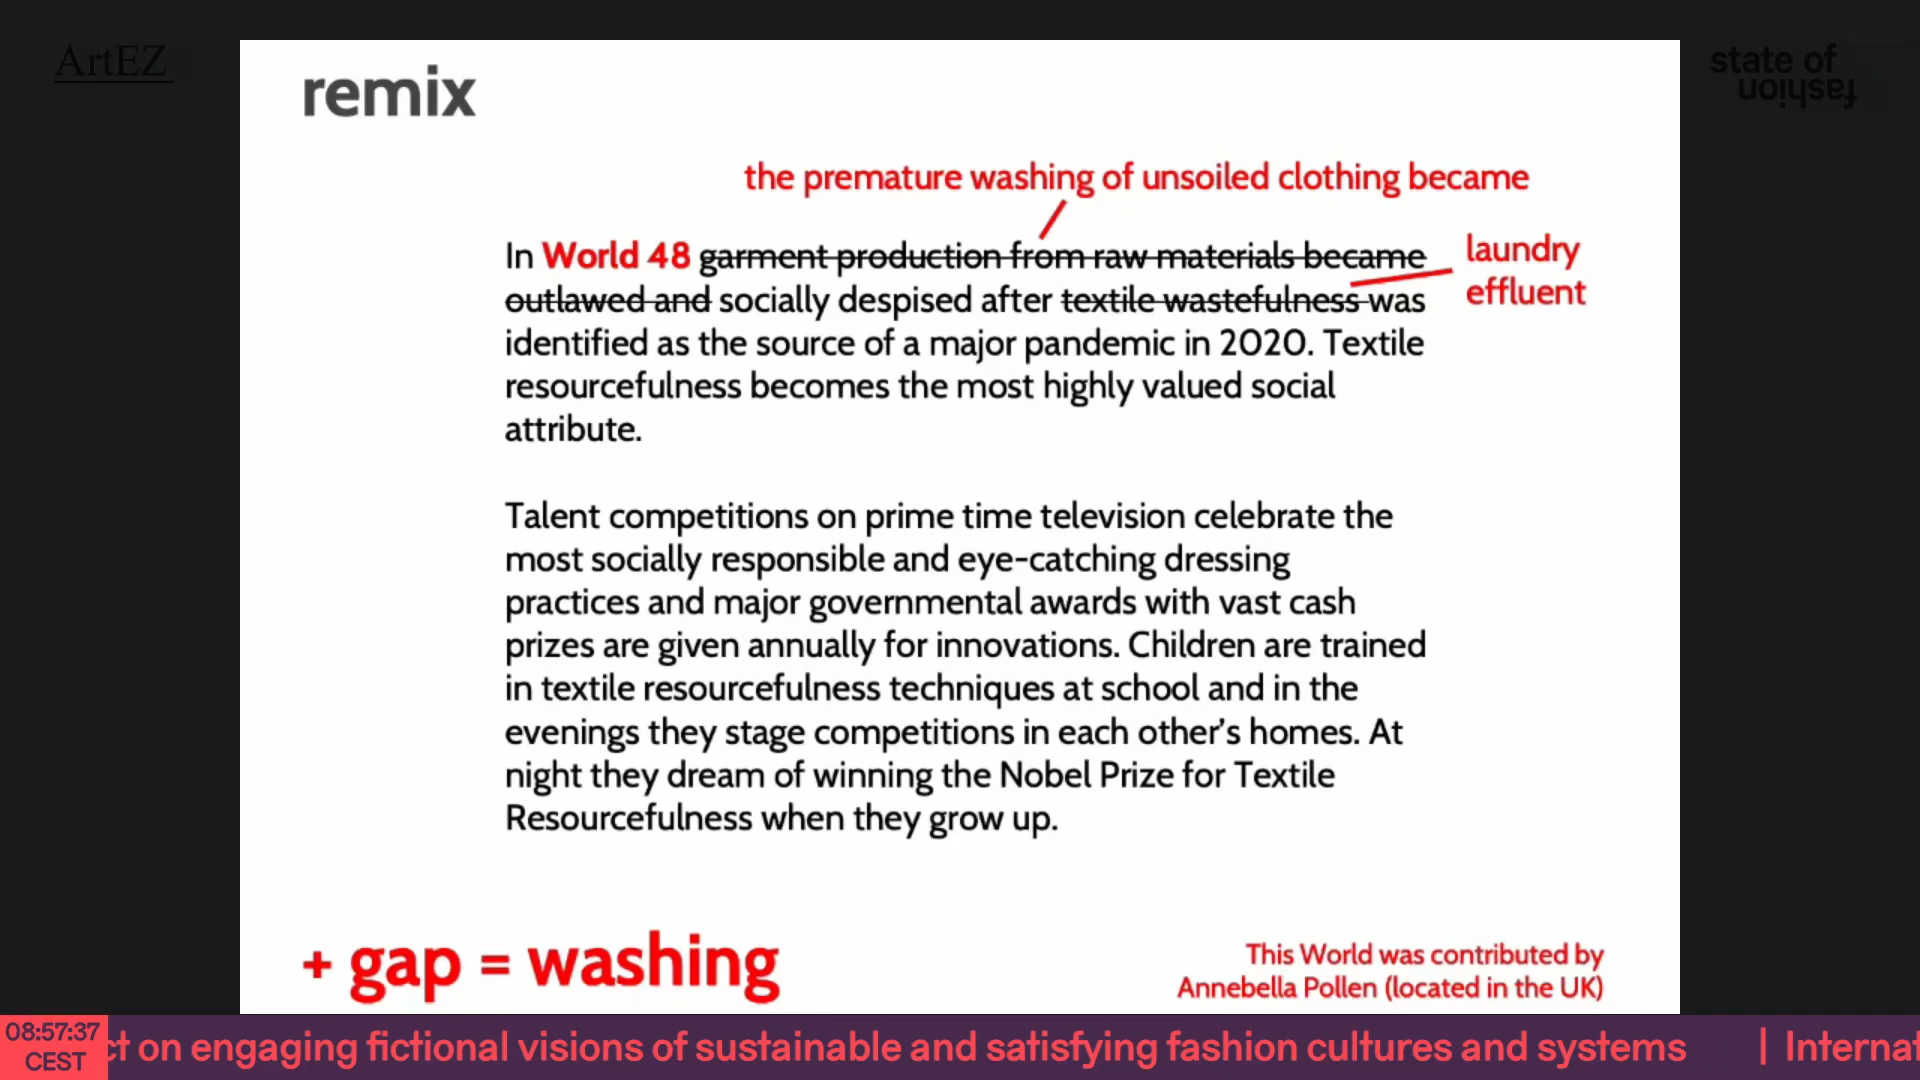 ArtEZ
state of
fashion
remix
the premature washing of unsoiled clothing became
In World 48 garment production from raw materials became
laundry
effluent
outlawed and socially despised after textile wastefulness was
identified as the source of a major pandemic in 2020. Textile
resourcefulness becomes the most highly valued social
attribute.
Talent competitions on prime time television celebrate the
most socially responsible and eye-catching dressing
practices and major governmental awards with vast cash
prizes are given annually for innovations. Children are trained
in textile resourcefulness techniques at school and in the
evenings they stage competitions in each other's homes. At
night they dream of winning the Nobel Prize for Textile
Resourcefulness when they grow up.
+ gap = washing
This World was contributed by
Annebella Pollen (located in the UK)
08:57:37
CEST
ct on engaging fictional visions of sustainable and satisfying fashion cultures and systems | Internat